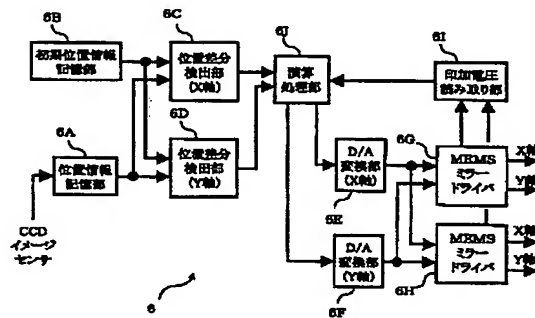 6B
初期位置情報
記憶部
6C
位置差分
検出部
(X軸)
6J
演算
処理部
6I
印加電圧
読み取り部
6A
位置情報
記憶部
6D
位置差分
検出部
(Y軸)
CCD
イメージ
センサ
D/A
変換部
(X軸)
6E
6G
MEMS
ミラー
ドライバ
X軸
Y軸
D/A
変換部
(Y軸)
6F
MEMS
ミラー
ドライバ
6H
X軸
Y軸
6